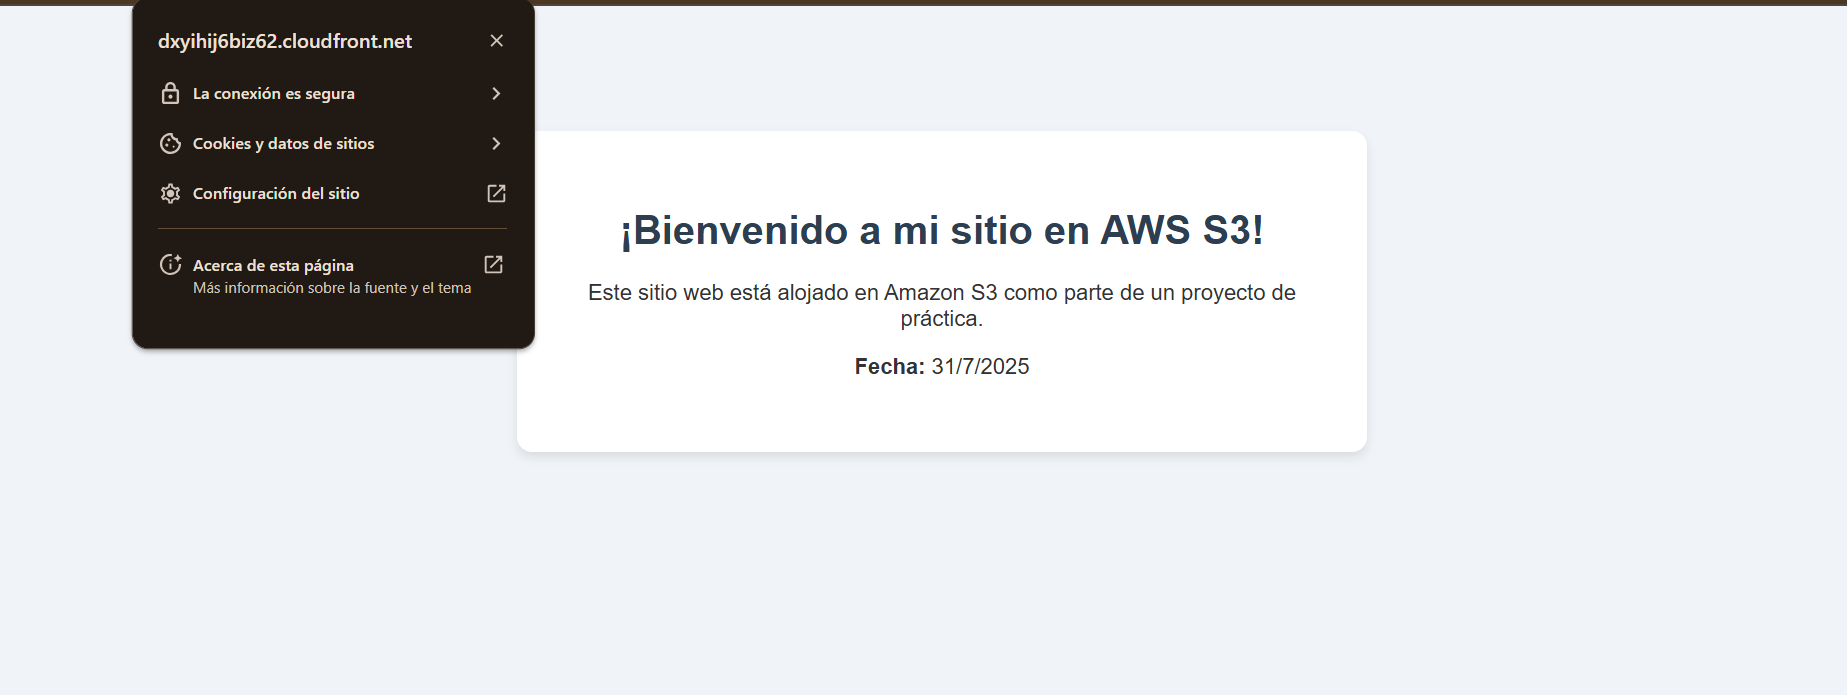 dxyihij6biz62.cloudfront.net
La conexión es segura
Cookies y datos de sitios
Configuración del sitio
Acerca de esta página
Más información sobre la fuente y el tema
¡Bienvenido a mi sitio en AWS S3!
Este sitio web está alojado en Amazon S3 como parte de un proyecto de
práctica.
Fecha: 31/7/2025